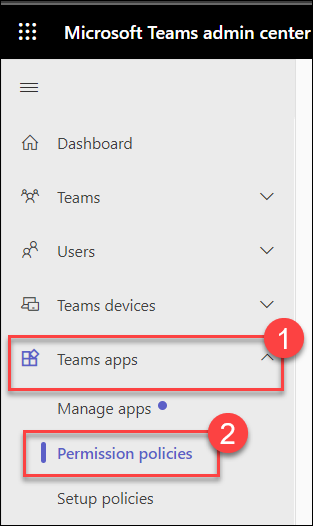 Microsoft Teams admin center
Dashboard
Teams
Users
Teams devices
1
Teams apps
Manage apps
2
Permission policies
Setup policies